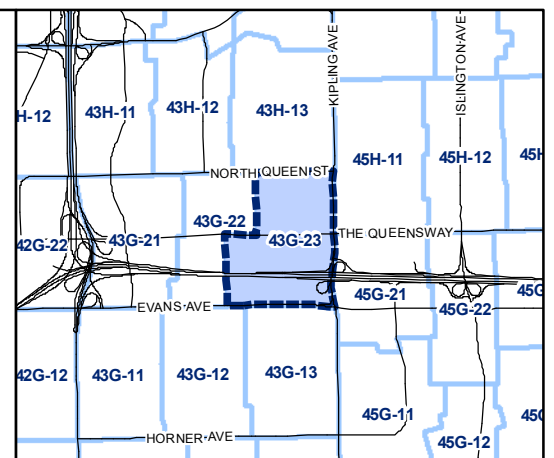 KIPLING AVE
ISLINGTON AVE
H-12
43H-11
43H-12
43H-13
45H-11
45H-12
45H
NORTH QUEEN ST
42G-22
43G-21
43G-22
43G-23
THE QUEENSWAY
45G-21
45G-22
45G
EVANS AVE
42G-12
43G-11
43G-12
43G-13
45G-11
45G-12
45G
HORNER AVE